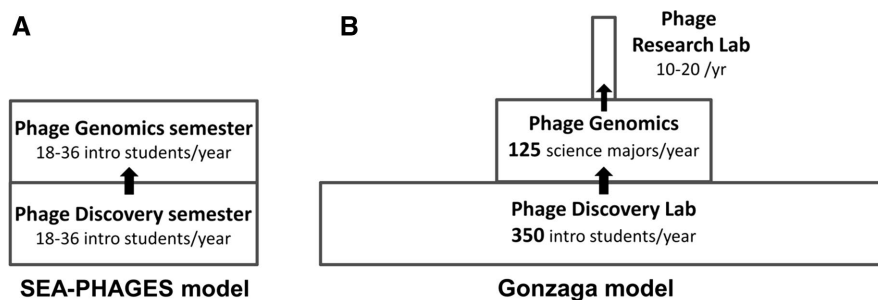 A
Phage Genomics semester
18-36 intro students/year
Phage Discovery semester
18-36 intro students/year
SEA-PHAGES model
B
Phage
Research Lab
10-20 /yr
Phage Genomics
125 science majors/year
Phage Discovery Lab
350 intro students/year
Gonzaga model